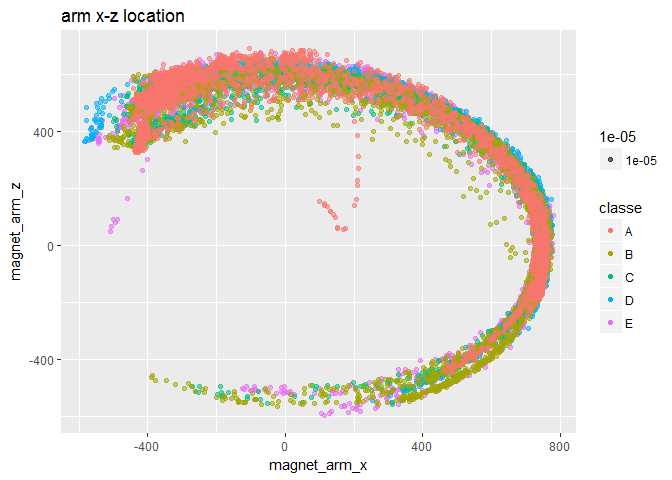 arm x-z location
magnet_arm_z
400
0
-400
-400
0
400
800
magnet_arm_x
1e-05
1e-05
classe
A
B
C
D
E